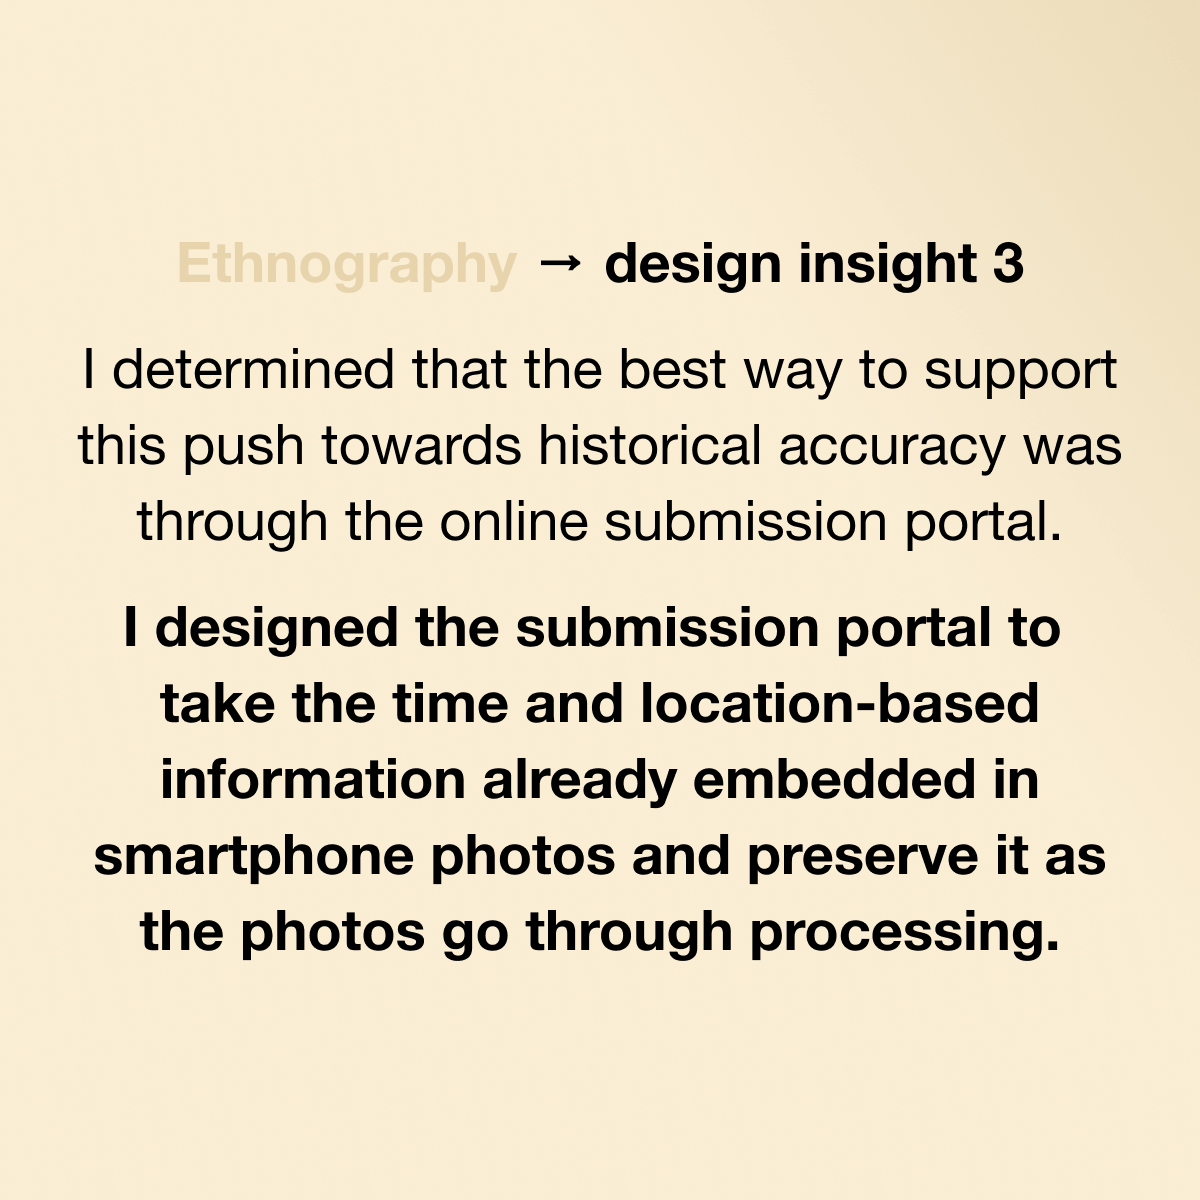 Ethnography → design insight 3
I determined that the best way to support
this push towards historical accuracy was
through the online submission portal.
I designed the submission portal to
take the time and location-based
information already embedded in
smartphone photos and preserve it as
the photos go through processing.